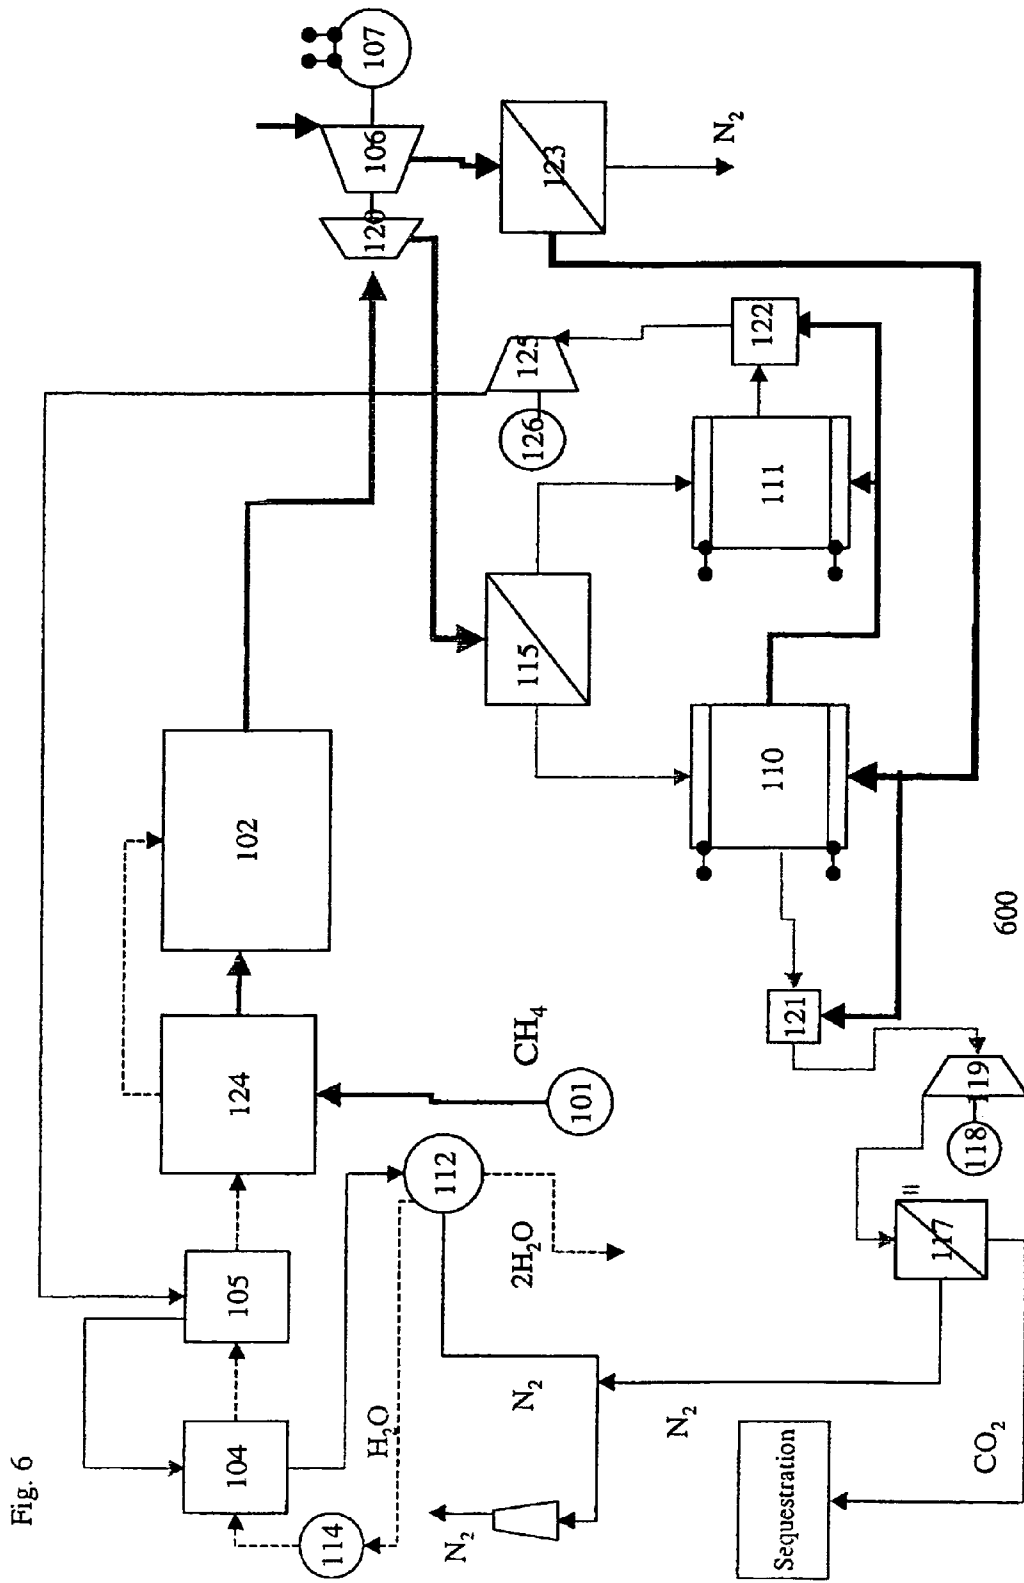 Fig. 6
104
105
124
102
114
H₂O
112
101
CH₄
2H₂O
N₂
N₂
N₂
Sequestration
CO₂
117
=
118
119
121
110
111
122
115
126
125
120
106
107
123
N₂
600